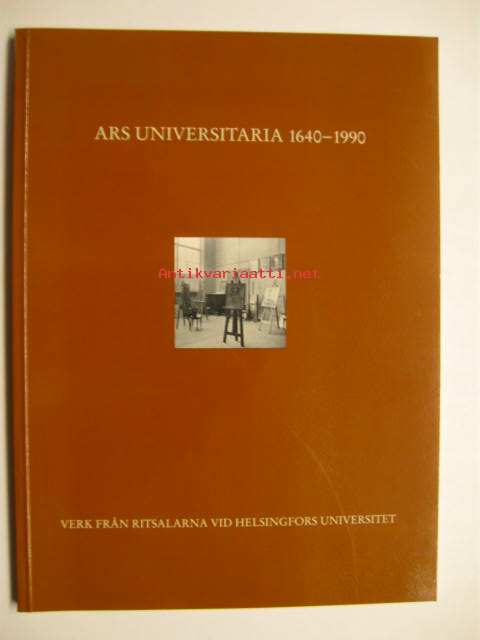 ARS UNIVERSITARIA 1640–1990
Antikvariaatti.net
VERK FRÅN RITSALARNA VID HELSINGFORS UNIVERSITET